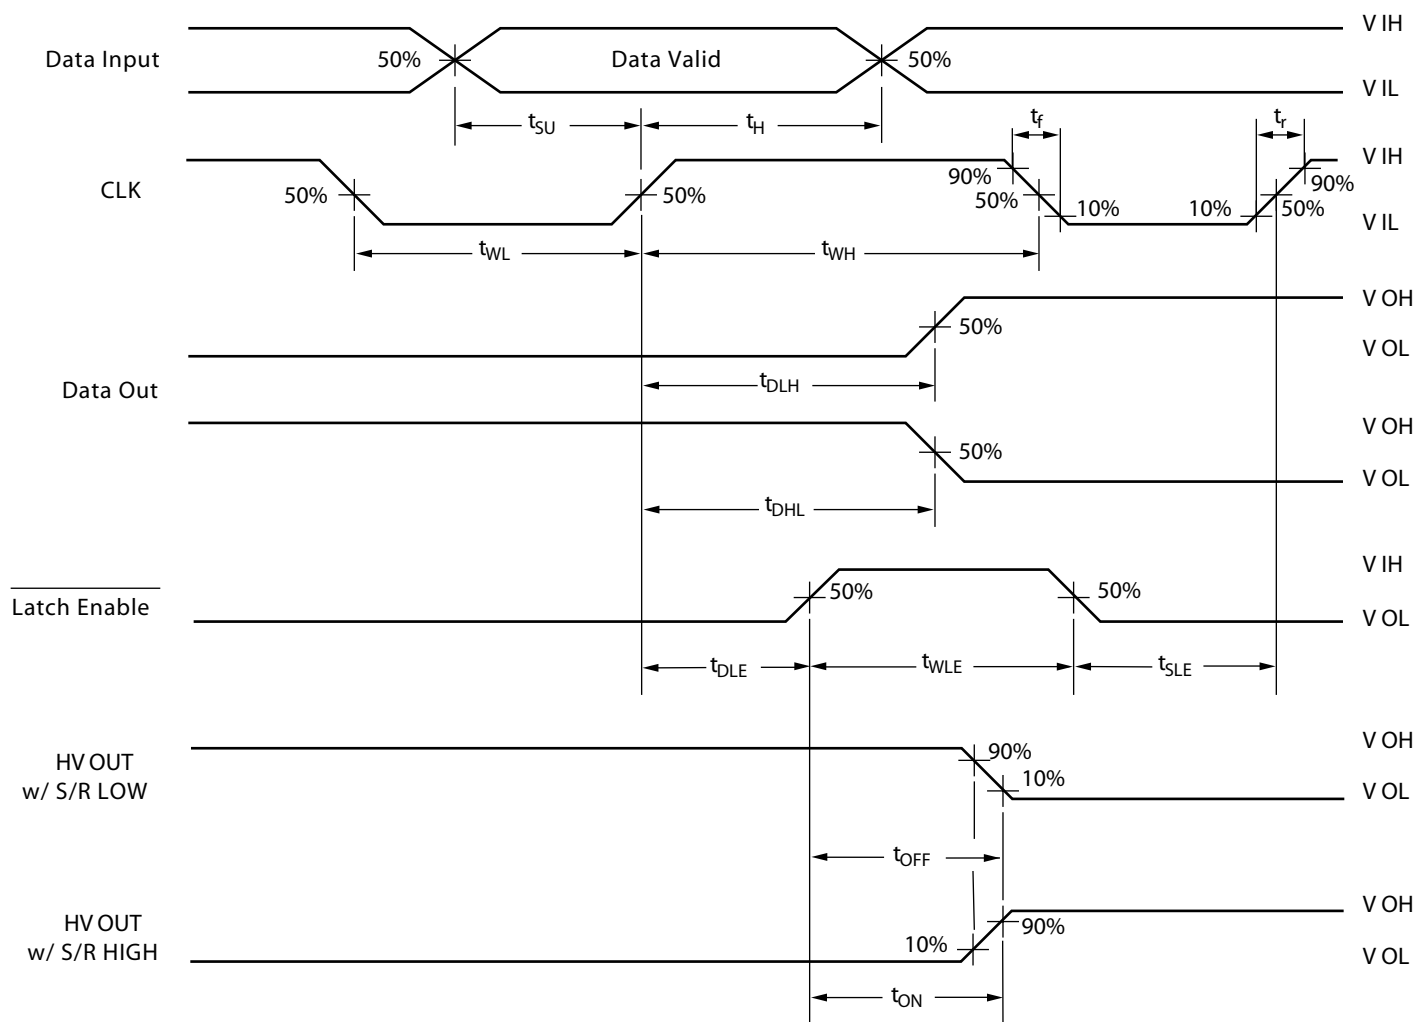 V IH
Data Input 50% Data Valid 50%
V IL
tSU tH tf tr
V IH
90% 90%
CLK 50% 50% 50% 10% 10% 50%
V IL
tWL tWH
V OH
50%
V OL
tDLH
Data Out
V OH
50%
V OL
tDHL
V IH
Latch Enable 50% 50%
V OL
tDLE tWLE tSLE
V OH
HV OUT 90%
w/ S/R LOW 10% V OL
tOFF
V OH
HV OUT 90%
w/ S/R HIGH 10% V OL
tON